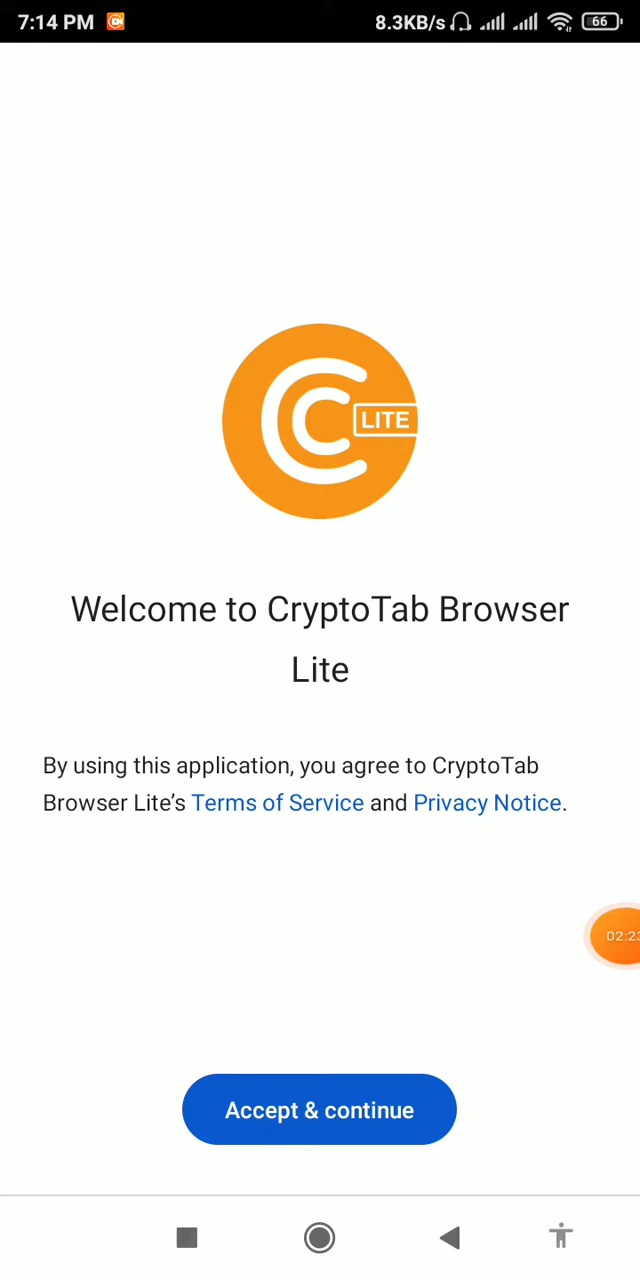 7:14 PM 8.3KB/s 66
LITE
Welcome to CryptoTab Browser
Lite
By using this application, you agree to CryptoTab
Browser Lite’s Terms of Service and Privacy Notice.
02:23
Accept & continue